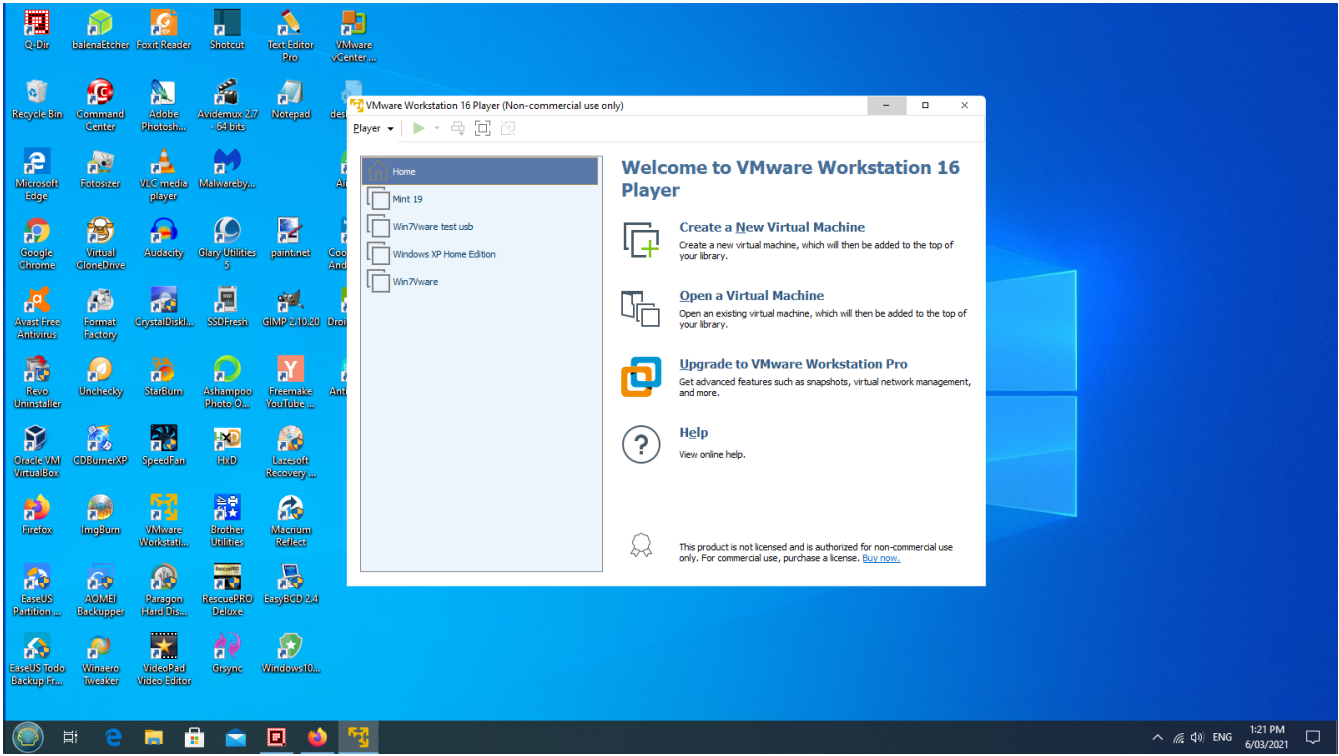 Q-Dir
balenaEtcher
Foxit Reader
Shotcut
Text Editor
Pro
VMware
vCenter ...
Recycle Bin
Command
Center
Adobe
Photosh...
Avidemux 2.7
- 64 bits
Notepad
Microsoft
Edge
Fotosizer
VLC media
player
Malwareby...
Google
Chrome
Virtual
CloneDrive
Audacity
Glary Utilities
5
paint.net
Avast Free
Antivirus
Format
Factory
CrystalDiskI...
SSDFresh
GIMP 2.10.20
Revo
Uninstaller
Unchecky
StarBurn
Ashampoo
Photo O...
Freemake
YouTube ...
Oracle VM
VirtualBox
CDBurnerXP
SpeedFan
HxD
Lazesoft
Recovery ...
Firefox
ImgBurn
VMware
Workstati...
Brother
Utilities
Macrium
Reflect
EaseUS
Partition ...
AOMEI
Backupper
Paragon
Hard Dis...
RescuePRO
Deluxe
EasyBCD 2.4
EaseUS Todo
Backup Fr...
Winaero
Tweaker
VideoPad
Video Editor
Grsync
Windows10...
VMware Workstation 16 Player (Non-commercial use only)
Player
Home
Mint 19
Win7Vware test usb
Windows XP Home Edition
Win7Vware
Welcome to VMware Workstation 16
Player
Create a New Virtual Machine
Create a new virtual machine, which will then be added to the top of
your library.
Open a Virtual Machine
Open an existing virtual machine, which will then be added to the top of
your library.
Upgrade to VMware Workstation Pro
Get advanced features such as snapshots, virtual network management,
and more.
Help
View online help.
This product is not licensed and is authorized for non-commercial use
only. For commercial use, purchase a license. Buy now.
ENG
1:21 PM
6/03/2021